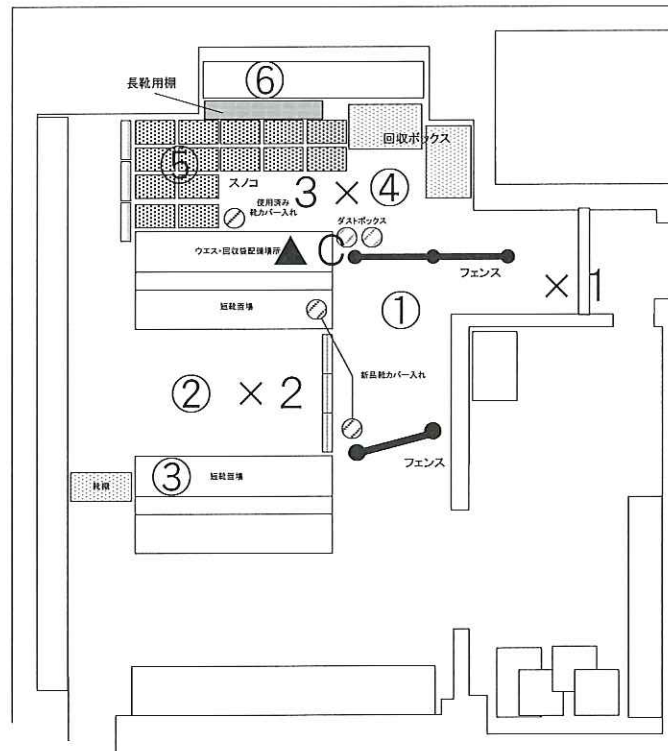 ⑥
長靴用棚
回収ボックス
⑤
スノコ
3 × ④
使用済み
靴カバー入れ
ダストボックス
ウエス・回収袋配備場所
▲ C
フェンス
× 1
短靴置場
①
新品靴カバー入れ
② × 2
③
短靴置場
フェンス
靴棚